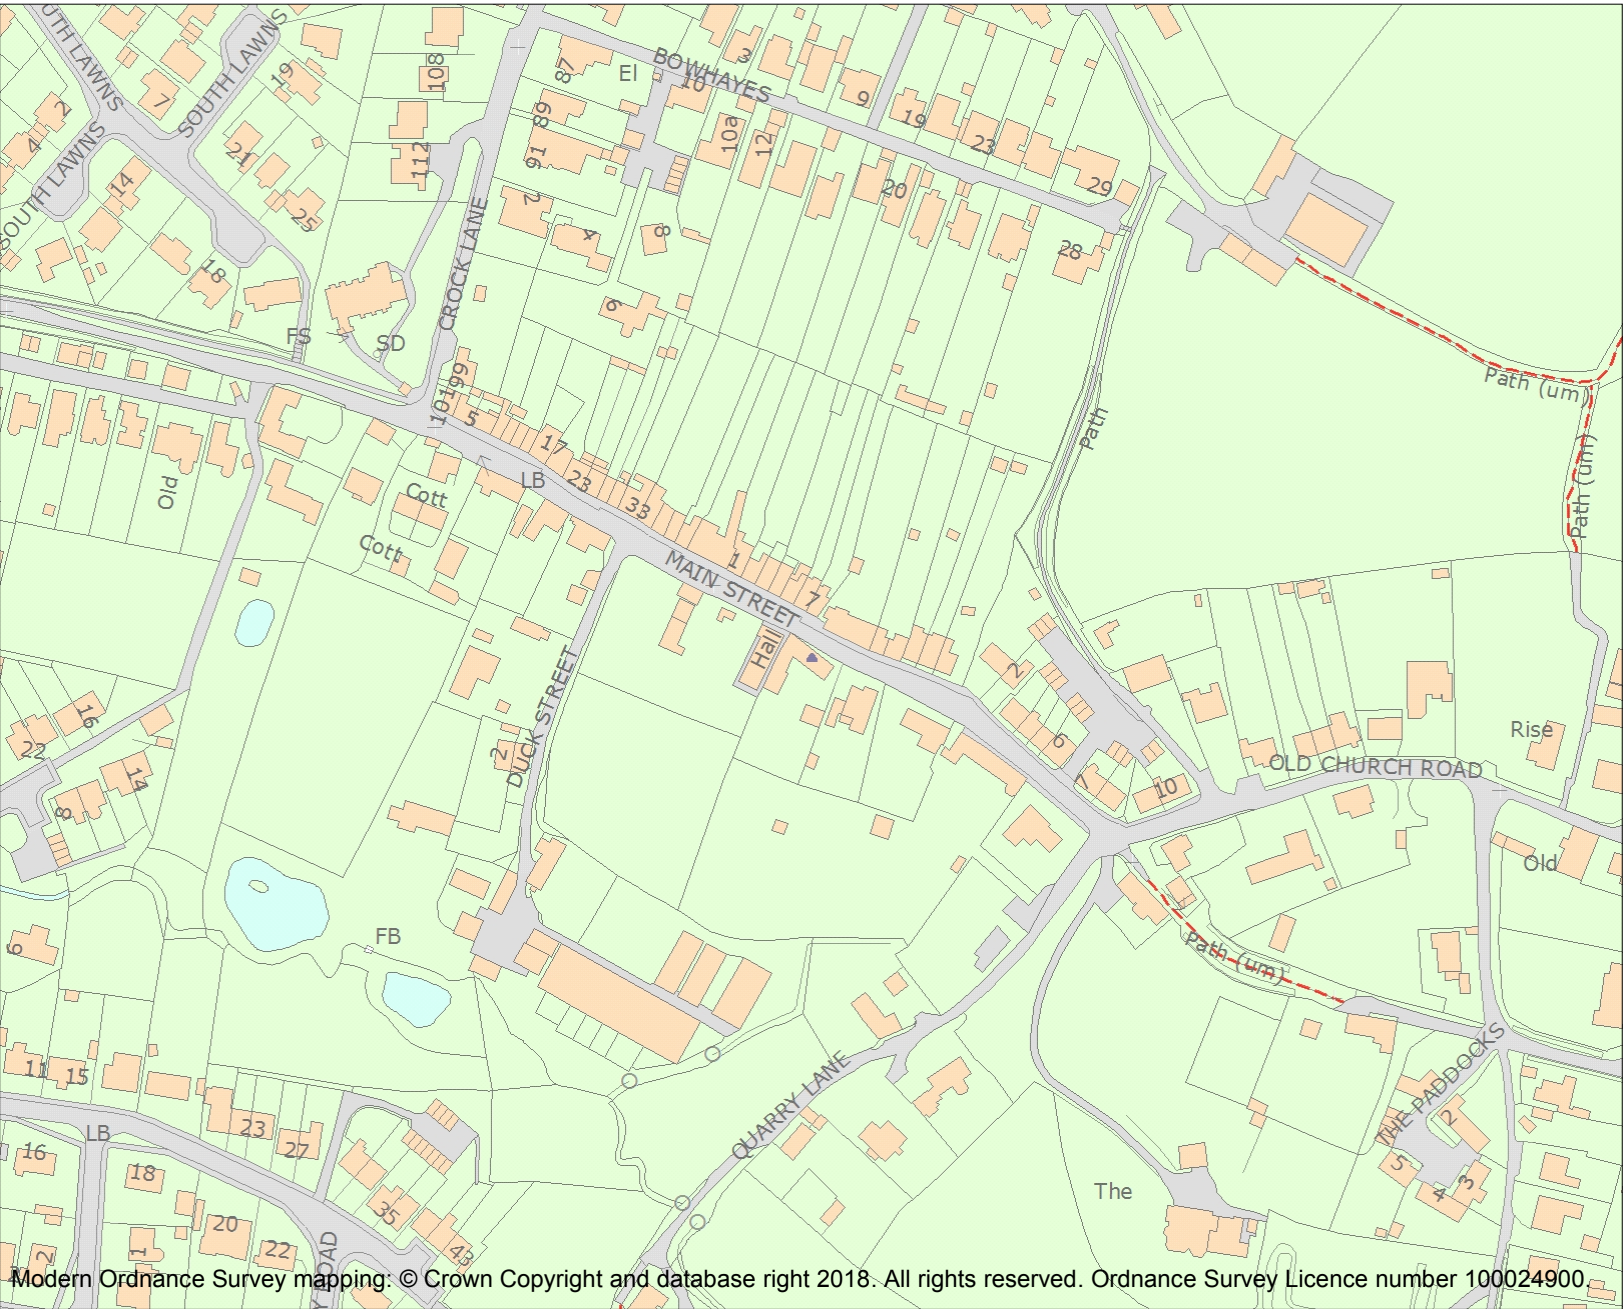 UTH LAWNS
SOUTH LAWNS
19
108
87
El
BOWHAYES
3
10
9
2
7
89
10a
12
19
23
4
21
112
91
SOUTH LAWNS
14
2
20
29
25
CROCK LANE
4
8
28
18
6
FS
SD
Path (um)
99
101
5
Path
17
23
LB
33
Old
Cott
Cott
Path (um)
1
MAIN STREET
7
Hall
2
DUCK STREET
16
22
2
6
Rise
14
8
7
10
OLD CHURCH ROAD
Old
6
FB
Path (um)
11
15
QUARRY LANE
THE PADDOCKS
23
LB
27
2
16
18
The
5
3
4
35
20
1
22
43
2
Y ROAD
Modern Ordnance Survey mapping: © Crown Copyright and database right 2018. All rights reserved. Ordnance Survey Licence number 100024900.